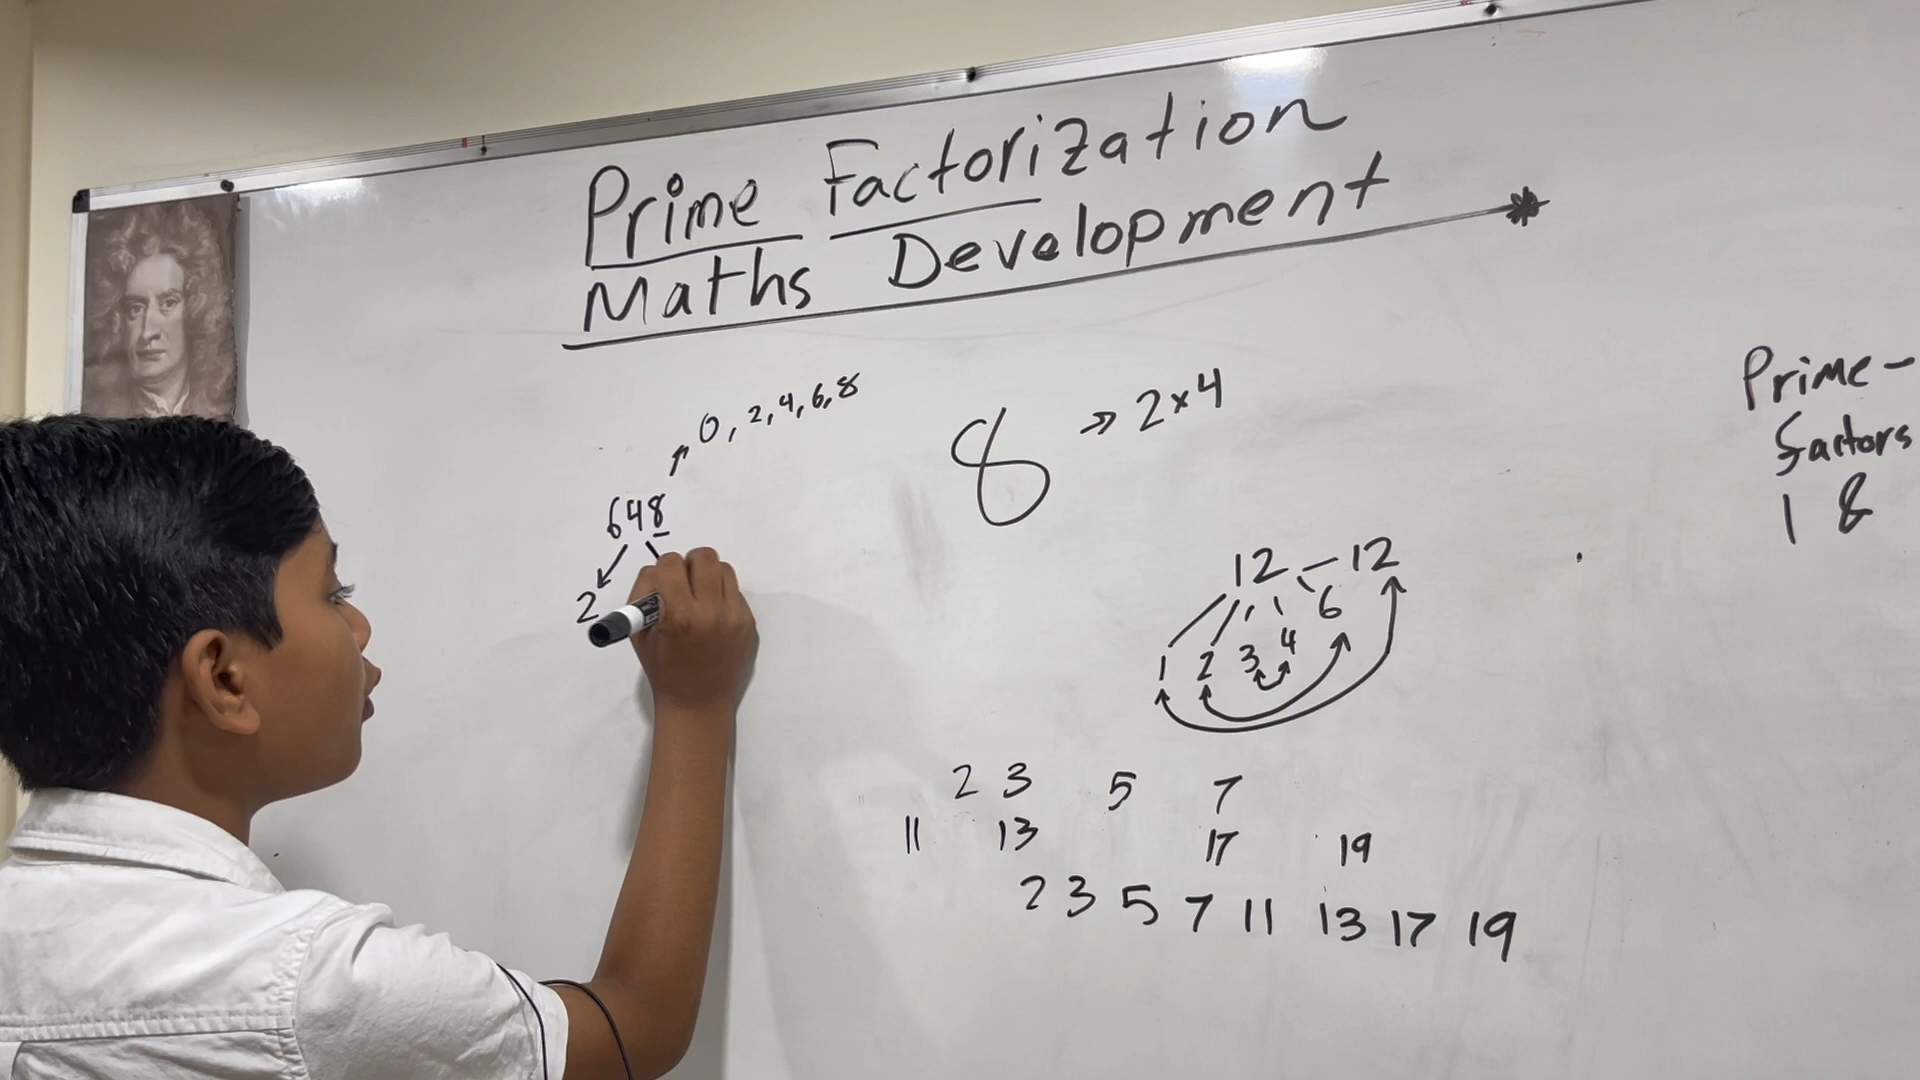 Prime Factorization
Maths Development
0, 2, 4, 6, 8
648
2
8 → 2 × 4
12 – 12
6
1 2 3 4
2 3 5 7
11 13 17 19
2 3 5 7 11 13 17 19
Prime-
factors
1 &